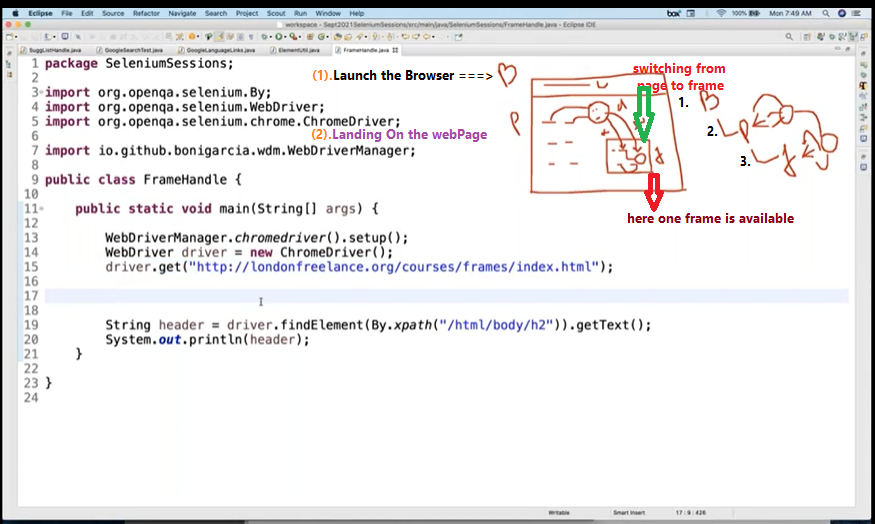 Eclipse File Edit Source Refactor Navigate Search Project Scout Run Window Help box 100% Mon 7:49 AM
workspace - Sept2021SeleniumSessions/src/main/java/SeleniumSessions/FrameHandle.java - Eclipse IDE
SuggListHandle.java GoogleSearchTest.java GoogleLanguageLinks.java ElementUtil.java FrameHandle.java
1 package SeleniumSessions;
2
3 import org.openqa.selenium.By;
4 import org.openqa.selenium.WebDriver;
5 import org.openqa.selenium.chrome.ChromeDriver;
6
7 import io.github.bonigarcia.wdm.WebDriverManager;
8
9 public class FrameHandle {
10
11 public static void main(String[] args) {
12
13 WebDriverManager.chromedriver().setup();
14 WebDriver driver = new ChromeDriver();
15 driver.get("http://londonfreelance.org/courses/frames/index.html");
16
17
18
19 String header = driver.findElement(By.xpath("/html/body/h2")).getText();
20 System.out.println(header);
21 }
22
23 }
24
(1).Launch the Browser ===> B
(2).Landing On the webPage
switching from
page to frame
P
1. B
2. P
3. f
here one frame is available
Writable Smart Insert 17 : 9 : 426